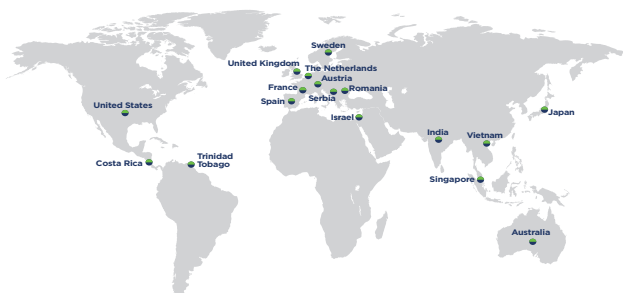 Sweden
United Kingdom
The Netherlands
Austria
France
Romania
Serbia
Spain
United States
Israel
Japan
India
Vietnam
Costa Rica
Trinidad
Tobago
Singapore
Australia